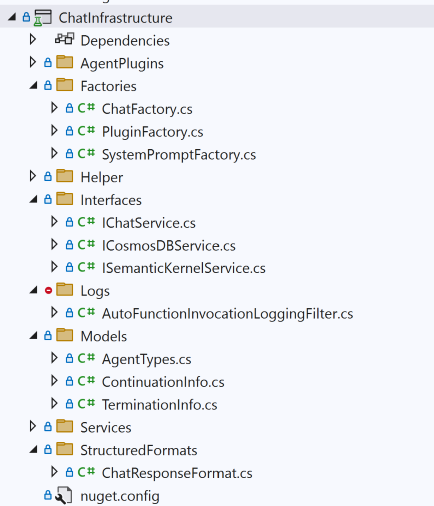 ChatInfrastructure
Dependencies
AgentPlugins
Factories
C# ChatFactory.cs
C# PluginFactory.cs
C# SystemPromptFactory.cs
Helper
Interfaces
C# IChatService.cs
C# ICosmosDBService.cs
C# ISemanticKernelService.cs
Logs
C# AutoFunctionInvocationLoggingFilter.cs
Models
C# AgentTypes.cs
C# ContinuationInfo.cs
C# TerminationInfo.cs
Services
StructuredFormats
C# ChatResponseFormat.cs
nuget.config